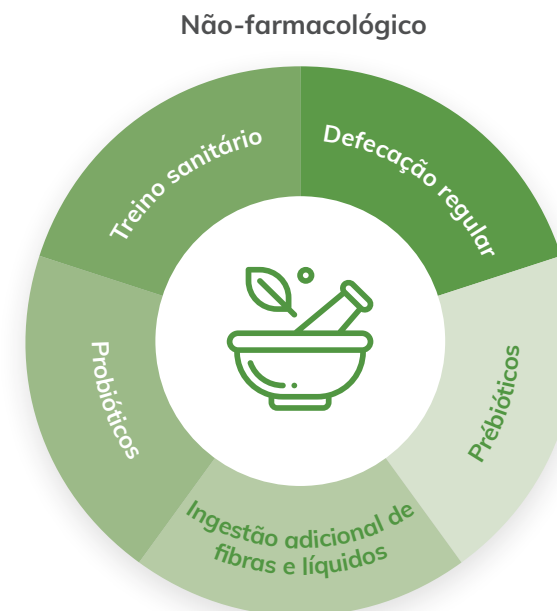 Não-farmacológico
Treino sanitário
Defecação regular
Probióticos
Prébióticos
Ingestão adicional de
fibras e líquidos